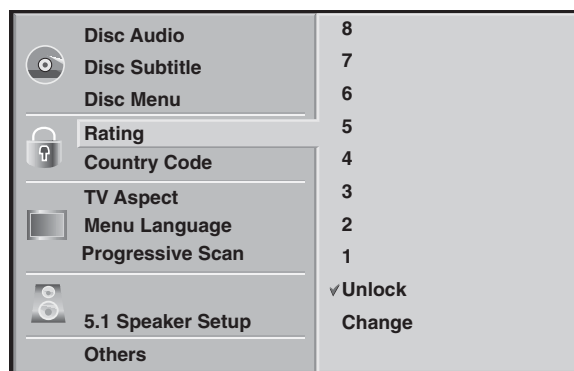 Disc Audio
Disc Subtitle
Disc Menu
Rating
Country Code
TV Aspect
Menu Language
Progressive Scan
5.1 Speaker Setup
Others
8
7
6
5
4
3
2
1
Unlock
Change